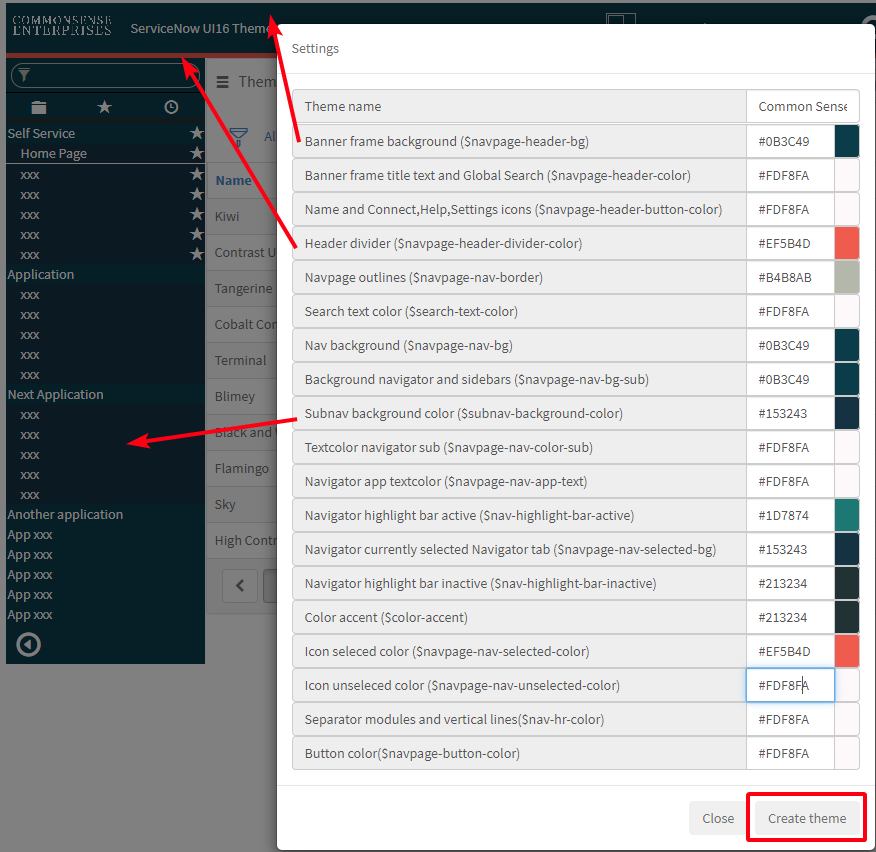 COMMONSENSE
ENTERPRISES
ServiceNow UI16 Theme
Self Service
Home Page
xxx
xxx
xxx
xxx
xxx
Application
xxx
xxx
xxx
xxx
xxx
Next Application
xxx
xxx
xxx
xxx
xxx
Another application
App xxx
App xxx
App xxx
App xxx
App xxx
Them
Al
Name
Kiwi
Contrast U
Tangerine
Cobalt Con
Terminal
Blimey
Black and
Flamingo
Sky
High Contr
Settings
Theme name Common Sense
Banner frame background ($navpage-header-bg) #0B3C49
Banner frame title text and Global Search ($navpage-header-color) #FDF8FA
Name and Connect,Help,Settings icons ($navpage-header-button-color) #FDF8FA
Header divider ($navpage-header-divider-color) #EF5B4D
Navpage outlines ($navpage-nav-border) #B4B8AB
Search text color ($search-text-color) #FDF8FA
Nav background ($navpage-nav-bg) #0B3C49
Background navigator and sidebars ($navpage-nav-bg-sub) #0B3C49
Subnav background color ($subnav-background-color) #153243
Textcolor navigator sub ($navpage-nav-color-sub) #FDF8FA
Navigator app textcolor ($navpage-nav-app-text) #FDF8FA
Navigator highlight bar active ($nav-highlight-bar-active) #1D7874
Navigator currently selected Navigator tab ($navpage-nav-selected-bg) #153243
Navigator highlight bar inactive ($nav-highlight-bar-inactive) #213234
Color accent ($color-accent) #213234
Icon seleced color ($navpage-nav-selected-color) #EF5B4D
Icon unseleced color ($navpage-nav-unselected-color) #FDF8FA
Separator modules and vertical lines($nav-hr-color) #FDF8FA
Button color($navpage-button-color) #FDF8FA
Close Create theme